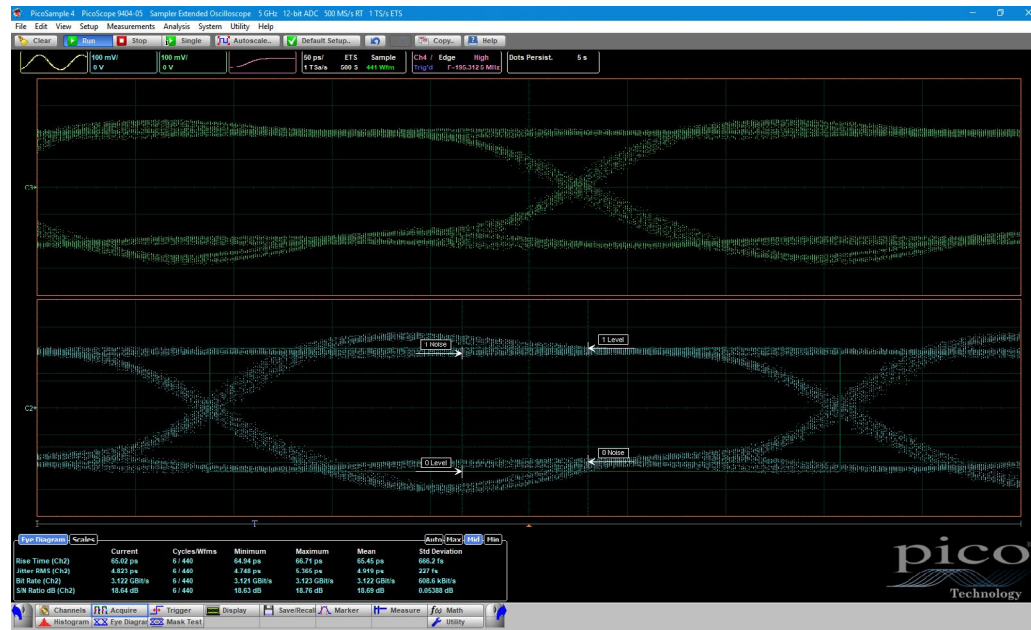 PicoSample 4 PicoScope 9404-05 Sampler Extended Oscilloscope 5 GHz 12-bit ADC 500 MS/s RT 1 TS/s ETS
File Edit View Setup Measurements Analysis System Utility Help
Clear Run Stop Single Autoscale.. Default Setup.. Copy.. Help
100 mV/ 100 mV/ 50 ps/ ETS Sample Ch4 / Edge High Dots Persist. 5 s
0 V 0 V 1 TSa/s 500 S 441 Wfm Trig'd F~195.312 5 MHz
C3
1 Noise
1 Level
C2
0 Level
0 Noise
T
Eye Diagram Scales Auto Max Mid Min
Current Cycles/Wfms Minimum Maximum Mean Std Deviation
Rise Time (Ch2) 65.02 ps 6 / 440 64.94 ps 66.71 ps 65.45 ps 666.2 fs
Jitter RMS (Ch2) 4.823 ps 6 / 440 4.748 ps 5.365 ps 4.919 ps 227 fs
Bit Rate (Ch2) 3.122 GBit/s 6 / 440 3.121 GBit/s 3.123 GBit/s 3.122 GBit/s 608.6 kBit/s
S/N Ratio dB (Ch2) 18.64 dB 6 / 440 18.63 dB 18.76 dB 18.69 dB 0.05388 dB
pico
Technology
Channels Acquire Trigger Display Save/Recall Marker Measure f(x) Math
Histogram Eye Diagrar Mask Test Utility